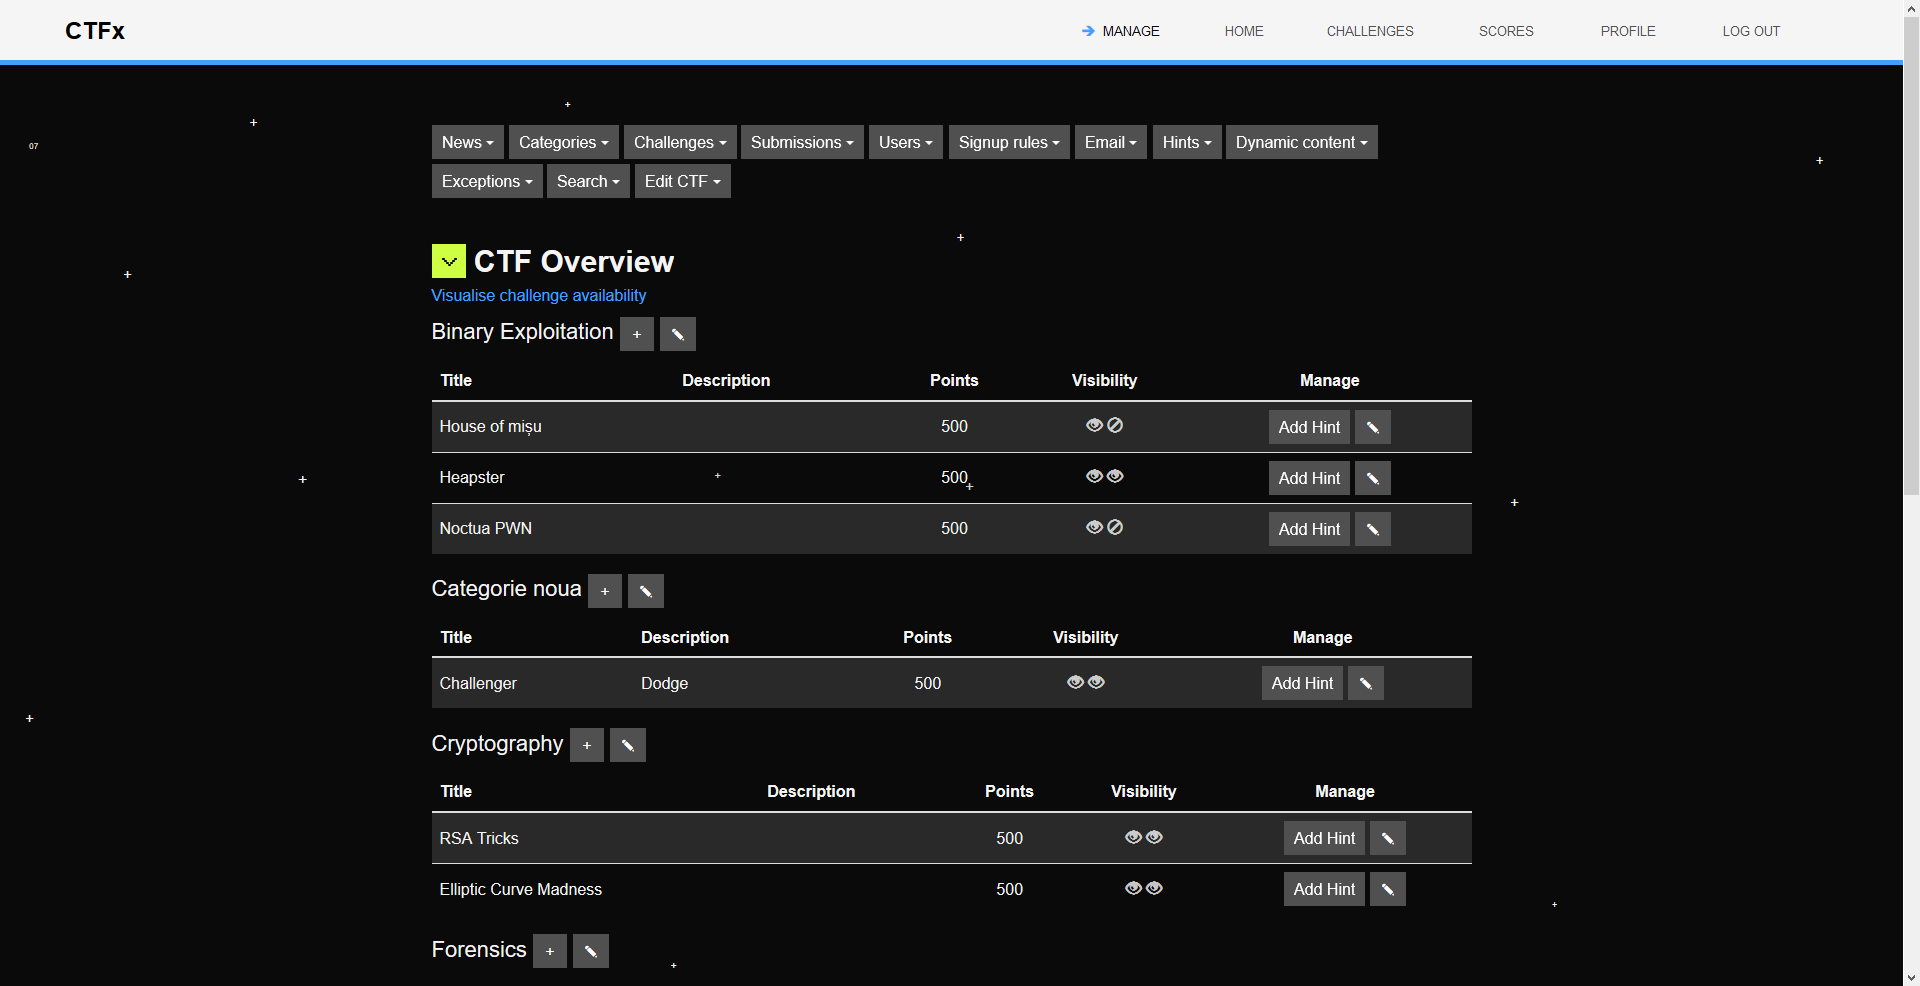 CTFx MANAGE HOME CHALLENGES SCORES PROFILE LOG OUT
07
News Categories Challenges Submissions Users Signup rules Email Hints Dynamic content
Exceptions Search Edit CTF
CTF Overview
Visualise challenge availability
Binary Exploitation +
Title Description Points Visibility Manage
House of mișu 500 Add Hint
Heapster 500 Add Hint
Noctua PWN 500 Add Hint
Categorie noua +
Title Description Points Visibility Manage
Challenger Dodge 500 Add Hint
Cryptography +
Title Description Points Visibility Manage
RSA Tricks 500 Add Hint
Elliptic Curve Madness 500 Add Hint
Forensics +